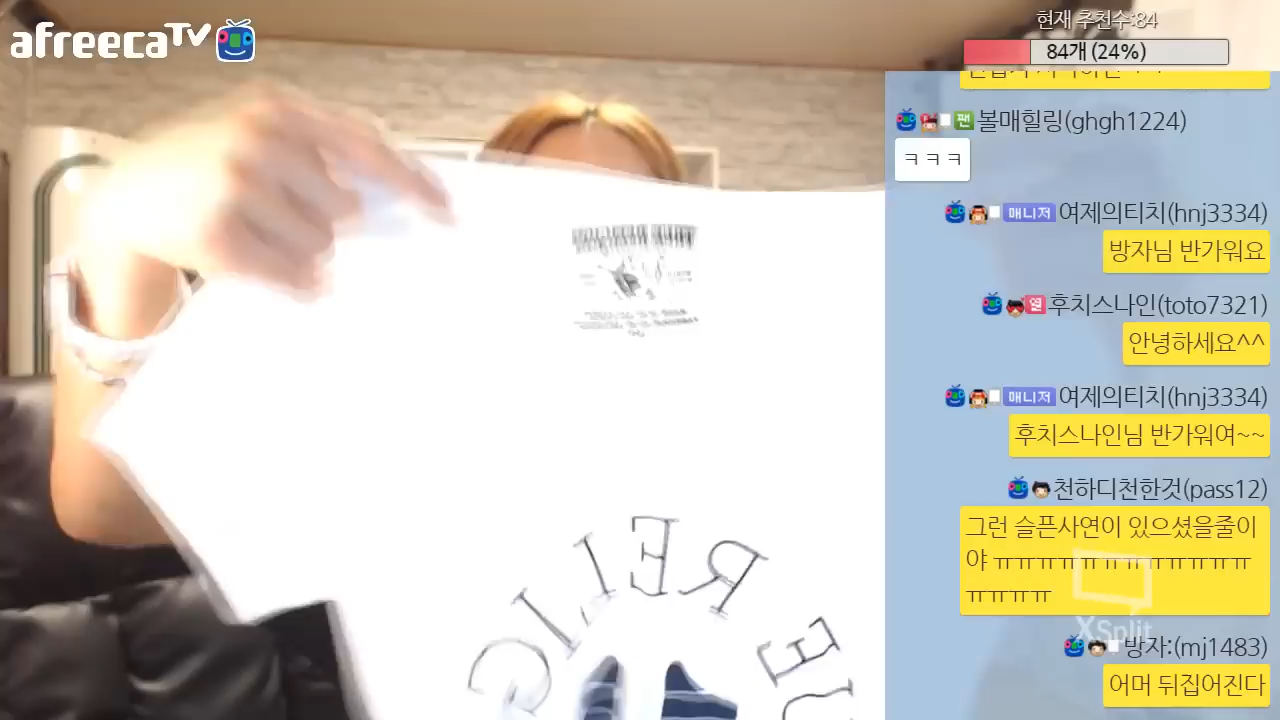 afreecaTV
현재 추천수:84
84개 (24%)
팬 볼매힐링(ghgh1224)
ㅋㅋㅋ
매니저 여제의티치(hnj3334)
방자님 반가워요
열 후치스나인(toto7321)
안녕하세요^^
매니저 여제의티치(hnj3334)
후치스나인님 반가워여~~
천하디천한것(pass12)
그런 슬픈사연이 있으셨을줄이
야 ㅠㅠㅠㅠㅠㅠㅠㅠㅠㅠㅠㅠ
ㅠㅠㅠㅠ
XSplit
방자:(mj1483)
어머 뒤집어진다